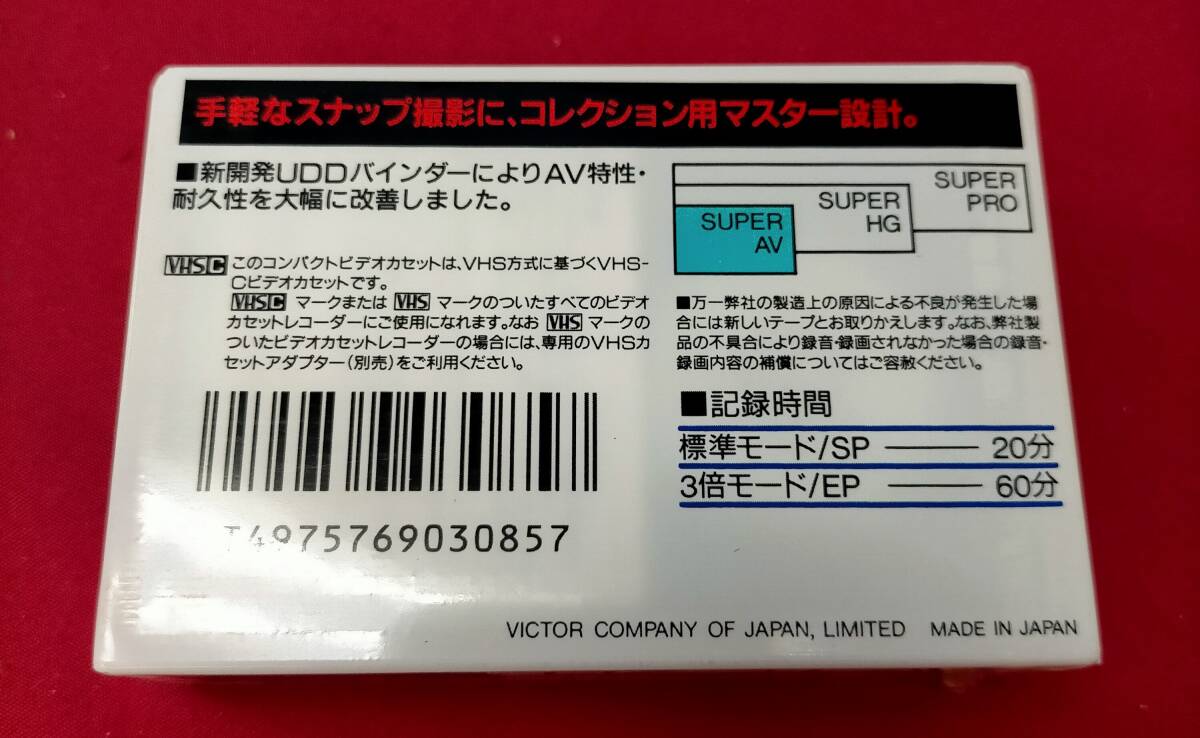 手軽なスナップ撮影に、コレクション用マスター設計。
■新開発UDDバインダーによりAV特性・
耐久性を大幅に改善しました。
SUPER
PRO
SUPER
HG
SUPER
AV
VHSC このコンパクトビデオカセットは、VHS方式に基づくVHS-
Cビデオカセットです。
VHSC マークまたは VHS マークのついたすべてのビデオ
カセットレコーダーにご使用になれます。なお VHS マークの
ついたビデオカセットレコーダーの場合には、専用のVHSカ
セットアダプター(別売)をご利用ください。
■万一弊社の製造上の原因による不良が発生した場
合には新しいテープとお取りかえします。なお、弊社製
品の不具合により録音・録画されなかった場合の録音・
録画内容の補償についてはご容赦ください。
■記録時間
標準モード/SP 20分
3倍モード/EP 60分
T4975769030857
VICTOR COMPANY OF JAPAN, LIMITED MADE IN JAPAN